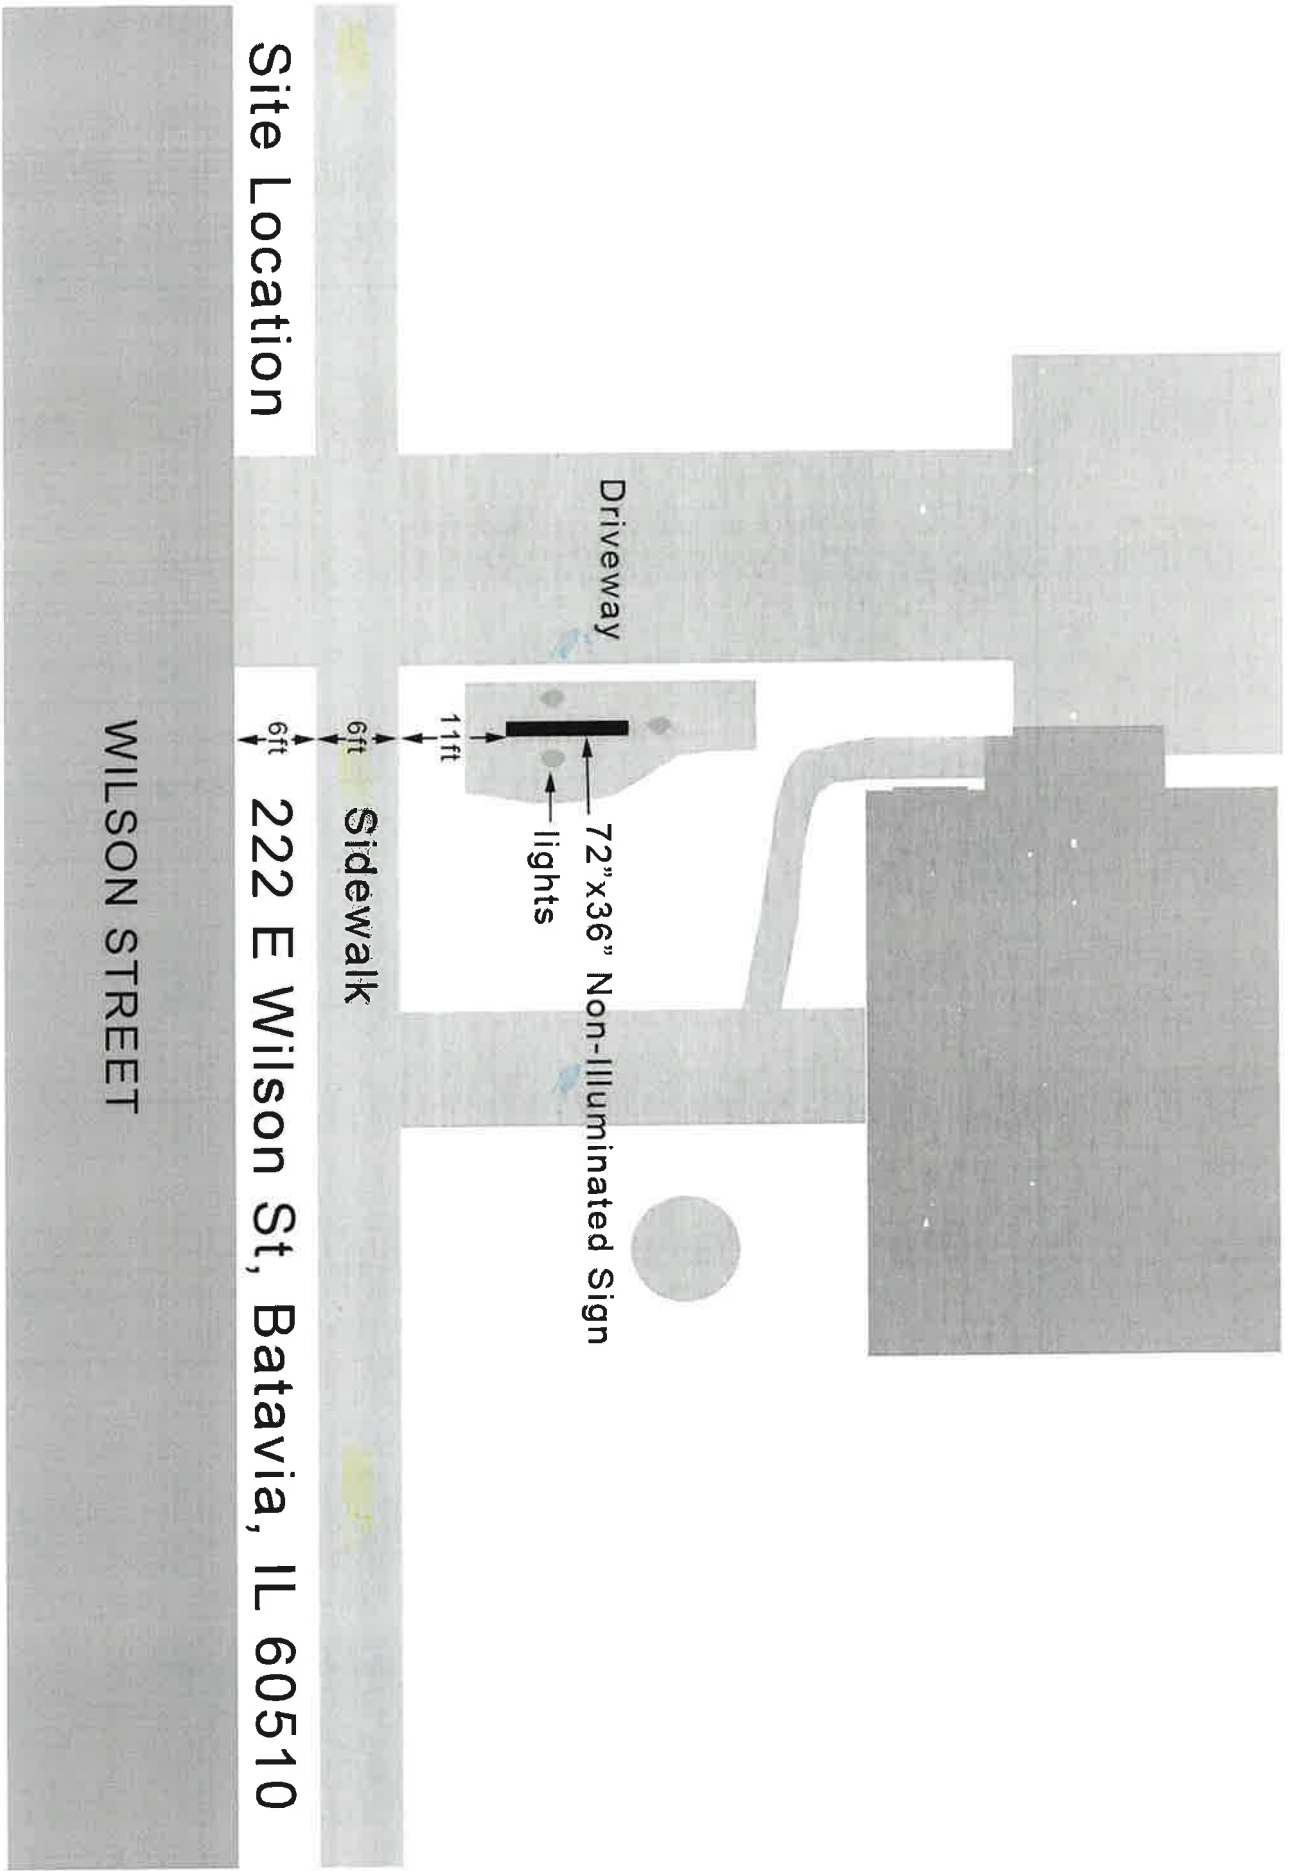 Driveway
72”x36” Non-Illuminated Sign
lights
11ft
6ft
Sidewalk
6ft
Site Location
222 E Wilson St, Batavia, IL 60510
WILSON STREET